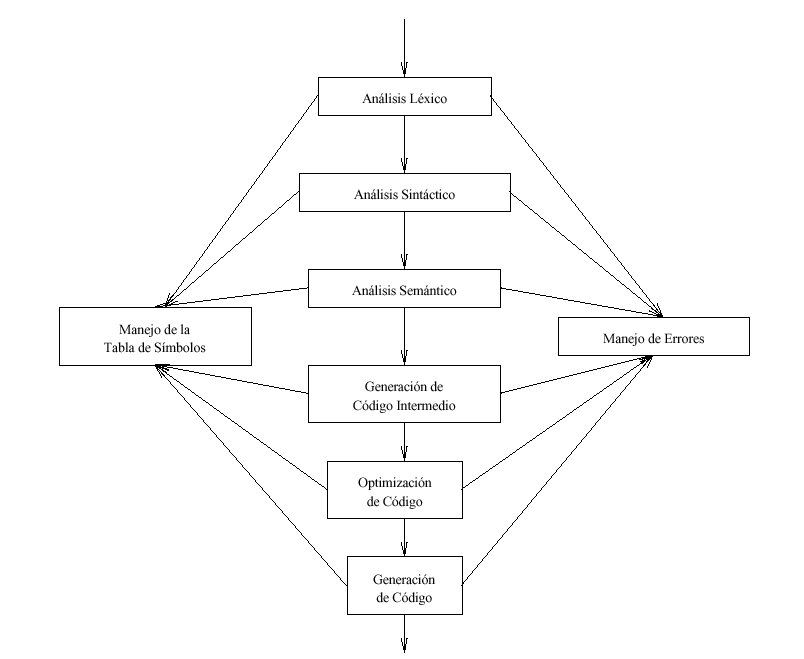 Análisis Léxico
Análisis Sintáctico
Análisis Semántico
Manejo de la
Tabla de Símbolos
Manejo de Errores
Generación de
Código Intermedio
Optimización
de Código
Generación
de Código